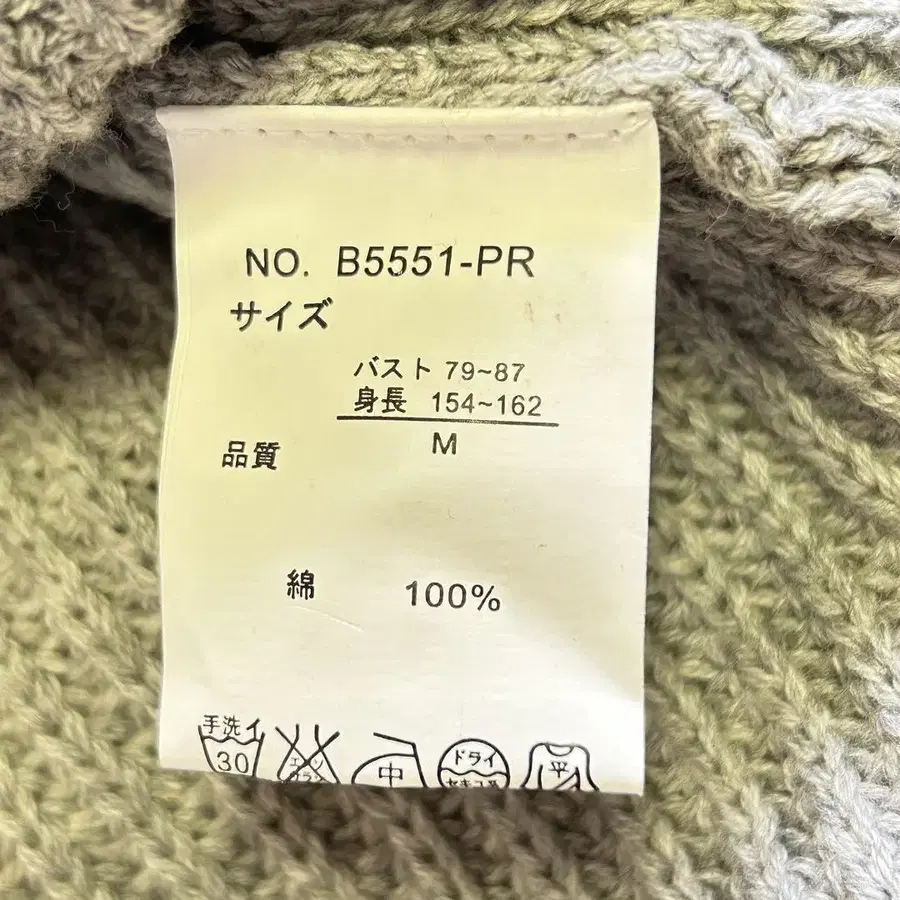 NO. B5551-PR
サイズ
バスト 79~87
身長 154~162
M
品質
綿 100%
手洗イ
30
中
ドライ
平